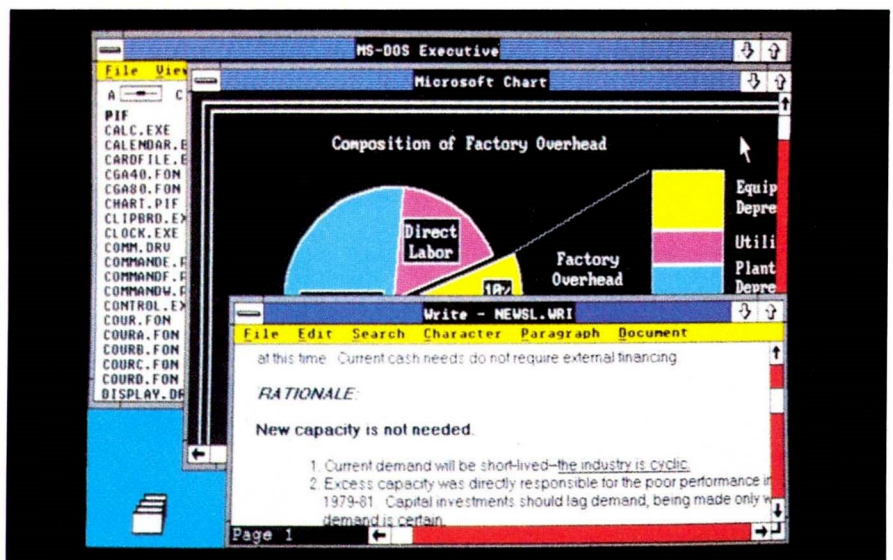 MS-DOS Executive
File View
A C
PIF
CALC.EXE
CALENDAR.E
CARDFILE.E
CGA40.FON
CGA80.FON
CHART.PIF
CLIPBRD.EX
CLOCK.EXE
COMM.DRV
COMMANDE.F
COMMANDF.F
COMMANDW.F
CONTROL.EX
COUR.FON
COURA.FON
COURB.FON
COURC.FON
COURD.FON
DISPLAY.DR
Microsoft Chart
Composition of Factory Overhead
Direct
Labor
10%
Factory
Overhead
Equip
Depre
Utili
Plant
Depre
Write - NEWSL.WRI
File Edit Search Character Paragraph Document
at this time. Current cash needs do not require external financing
RATIONALE:
New capacity is not needed.
1. Current demand will be short-lived--the industry is cyclic.
2. Excess capacity was directly responsible for the poor performance in
1979-81. Capital investments should lag demand, being made only w
demand is certain.
Page 1